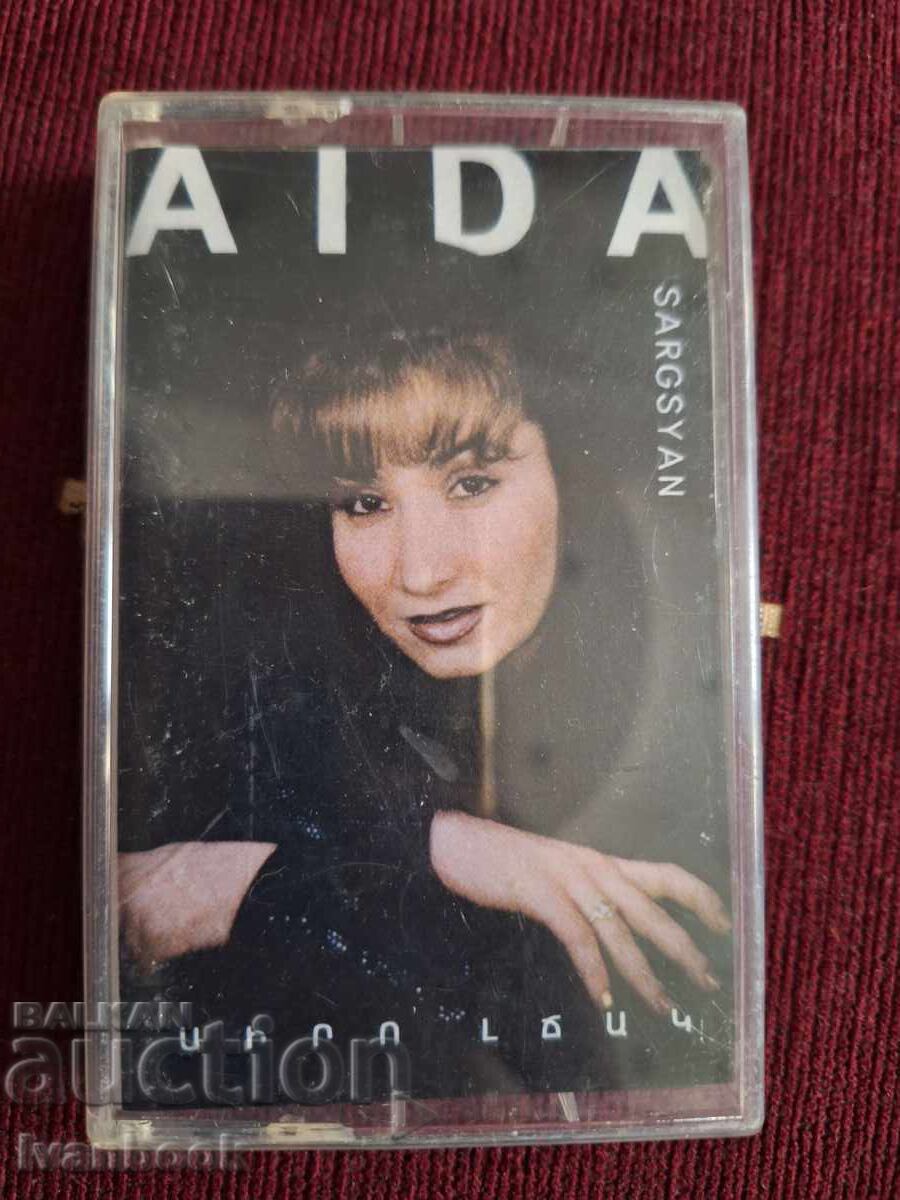 AIDA
SARGSYAN
ՍԻՐՈ ԼՃԱԿ
BALKAN
auction
Ivanbook